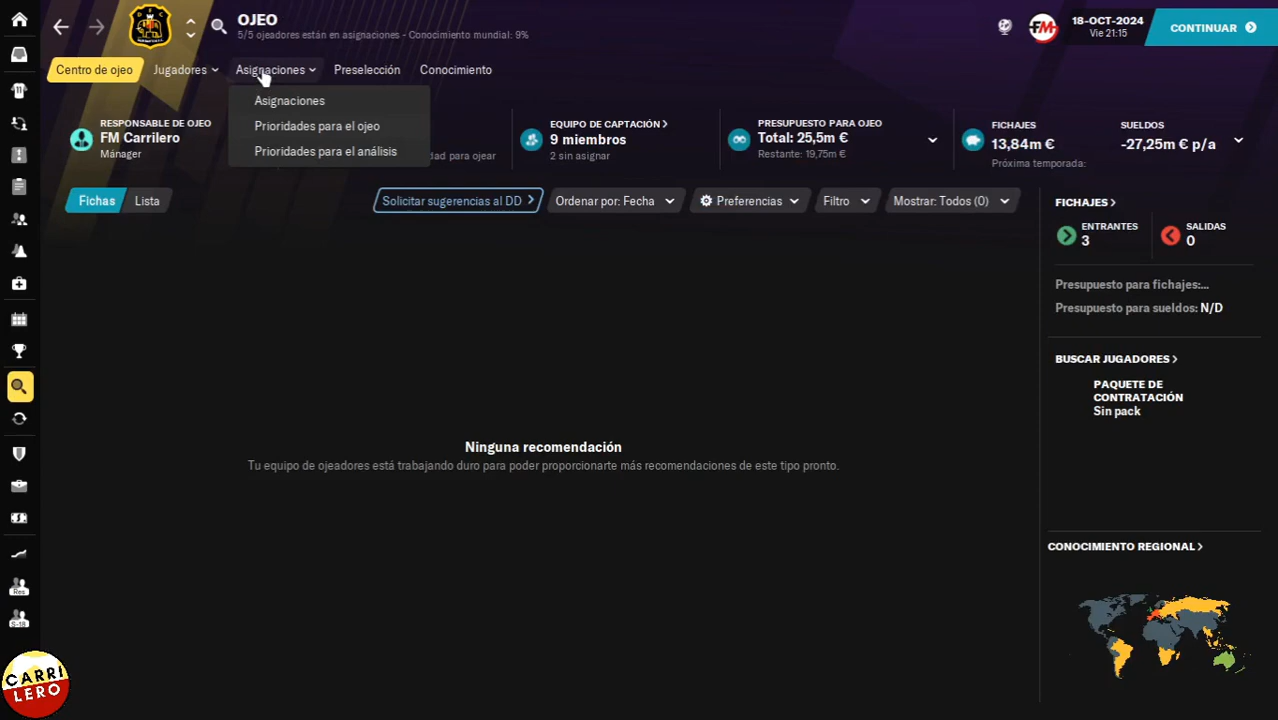 OJEO
5/5 ojeadores están en asignaciones - Conocimiento mundial: 9%
18-OCT-2024
Vie 21:15
CONTINUAR
FM
Centro de ojeo
Jugadores
Asignaciones
Preselección
Conocimiento
Asignaciones
Prioridades para el ojeo
Prioridades para el análisis
RESPONSABLE DE OJEO
FM Carrilero
Mánager
dad para ojear
EQUIPO DE CAPTACIÓN
9 miembros
2 sin asignar
PRESUPUESTO PARA OJEO
Total: 25,5m €
Restante: 19,75m €
FICHAJES
13,84m €
Próxima temporada:
SUELDOS
-27,25m € p/a
Fichas
Lista
Solicitar sugerencias al DD
Ordenar por: Fecha
Preferencias
Filtro
Mostrar: Todos (0)
Ninguna recomendación
Tu equipo de ojeadores está trabajando duro para poder proporcionarte más recomendaciones de este tipo pronto.
FICHAJES
ENTRANTES
3
SALIDAS
0
Presupuesto para fichajes:...
Presupuesto para sueldos: N/D
BUSCAR JUGADORES
PAQUETE DE
CONTRATACIÓN
Sin pack
CONOCIMIENTO REGIONAL
Res
S-18
CARRI
LERO